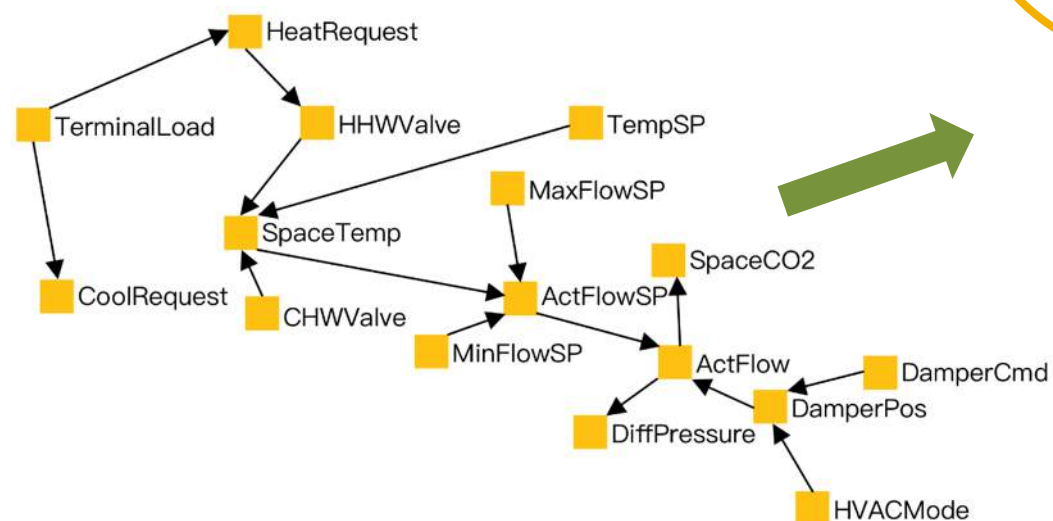 HeatRequest
TerminalLoad
HHWValve
TempSP
MaxFlowSP
SpaceTemp
SpaceCO2
CoolRequest
ActFlowSP
CHWValve
MinFlowSP
ActFlow
DamperCmd
DamperPos
DiffPressure
HVACMode